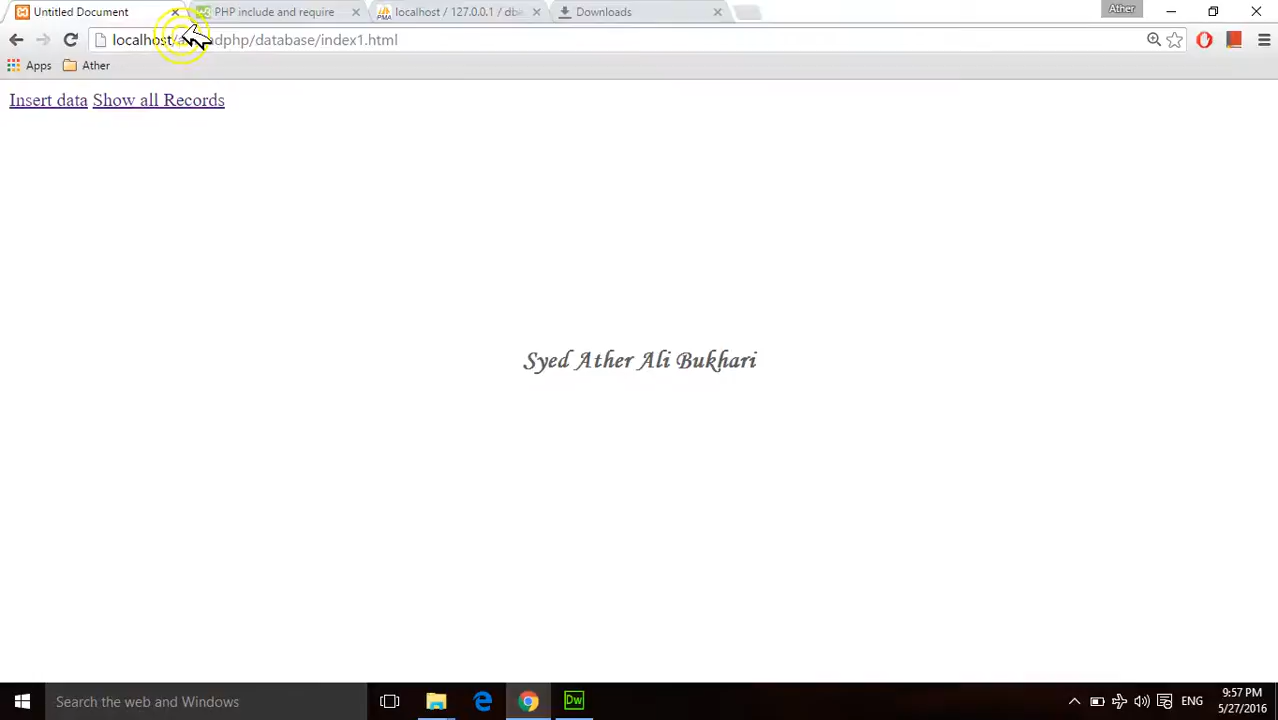 Untitled Document
PHP include and require
localhost / 127.0.0.1 / db
Downloads
Ather
dphp/database/index1.html
Apps
Ather
Insert data Show all Records
Syed Ather Ali Bukhari
Search the web and Windows
Dw
ENG
9:57 PM
5/27/2016